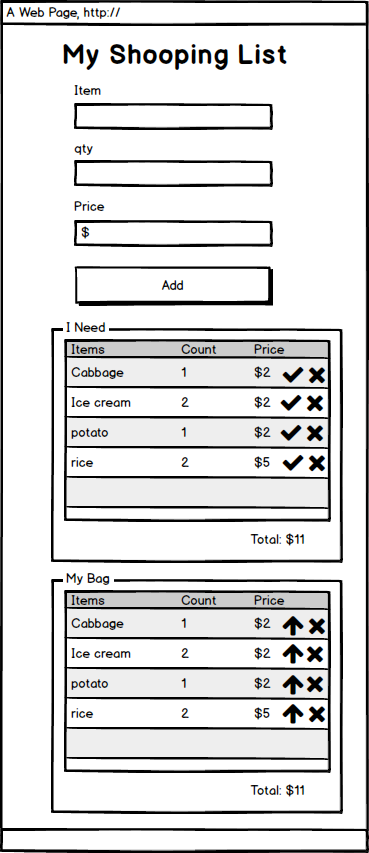 A Web Page, http://
My Shooping List
Item
qty
Price
$
Add
I Need
Items Count Price
Cabbage 1 $2
Ice cream 2 $2
potato 1 $2
rice 2 $5
Total: $11
My Bag
Items Count Price
Cabbage 1 $2
Ice cream 2 $2
potato 1 $2
rice 2 $5
Total: $11